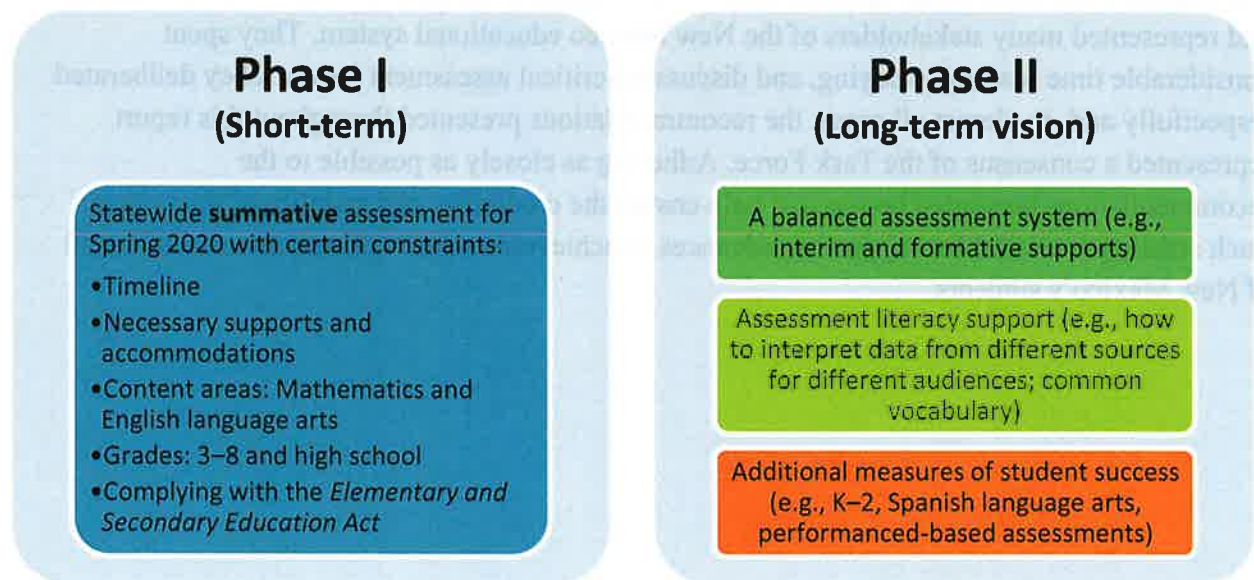 Phase I
(Short-term)
Statewide summative assessment for
Spring 2020 with certain constraints:
•Timeline
•Necessary supports and
accommodations
•Content areas: Mathematics and
English language arts
•Grades: 3–8 and high school
•Complying with the Elementary and
Secondary Education Act
Phase II
(Long-term vision)
A balanced assessment system (e.g.,
interim and formative supports)
Assessment literacy support (e.g., how
to interpret data from different sources
for different audiences; common
vocabulary)
Additional measures of student success
(e.g., K–2, Spanish language arts,
performanced-based assessments)